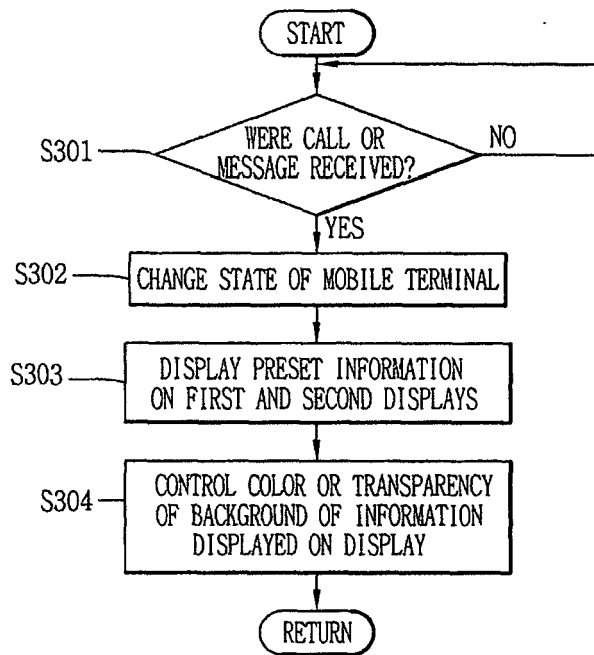 START
S301
WERE CALL OR
MESSAGE RECEIVED?
NO
YES
S302
CHANGE STATE OF MOBILE TERMINAL
S303
DISPLAY PRESET INFORMATION
ON FIRST AND SECOND DISPLAYS
S304
CONTROL COLOR OR TRANSPARENCY
OF BACKGROUND OF INFORMATION
DISPLAYED ON DISPLAY
RETURN